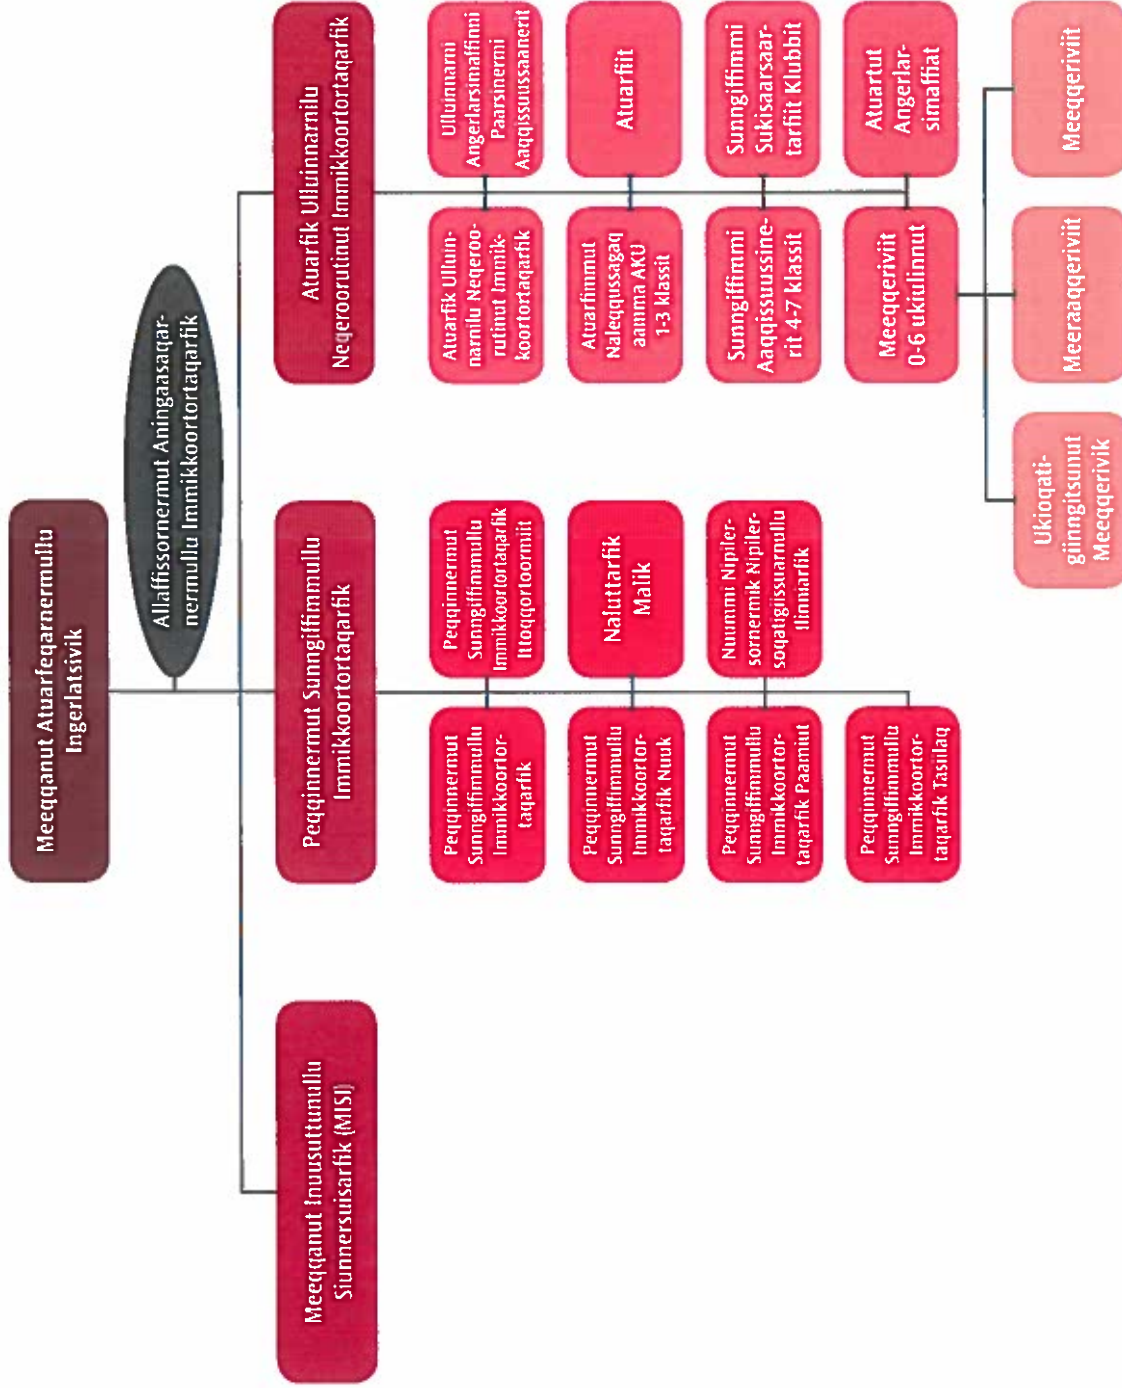 Meeqqanut Atuarfeqarnermullu
Ingerlatsivik
Allaffissornermut Aningaasaqar-
nermullu Immikkoortortaqarfik
Meeqqanut Inuusuttunullu
Siunnersuisarfik (MISI)
Peqqinnermut Sunngiffimmullu
Immikkoortortaqarfik
Atuarfik Ulluinnarnilu
Neqeroorutinut Immikkoortortaqarfik
Peqqinnermut
Sunngiffimmullu
Immikkoortor-
taqarfik
Peqqinnermut
Sunngiffimmullu
Immikkoortortaqarfik
Ittoqqortoormiit
Peqqinnermut
Sunngiffimmullu
Immikkoortor-
taqarfik Nuuk
Naluttarfik
Malik
Peqqinnermut
Sunngiffimmullu
Immikkoortor-
taqarfik Paamiut
Nuummi Nipiler-
sornermik Nipiler-
soqatigiissuarnullu
Ilinniarfik
Peqqinnermut
Sunngiffimmullu
Immikkoortor-
taqarfik Tasiilaq
Atuarfik Ulluin-
narnilu Neqeroo-
rutinut Immik-
koortortaqarfik
Ulluinnarni
Angerlarsimaffinni
Paarsinermi
Aaqqissuussaanerit
Atuarfimmut
Naleqqussagaq
aamma AKU
1-3 klassit
Atuarfiit
Sunngiffimmi
Aaqqissuussine-
rit 4-7 klassit
Sunngiffimmi
Sukisaarsaar-
tarfiit Klubbit
Meeqqeriviit
0-6 ukiulinnut
Atuartut
Angerlar-
simaffiat
Ukioqati-
giinngitsunut
Meeqqerivik
Meeraaqqeriviit
Meeqqeriviit